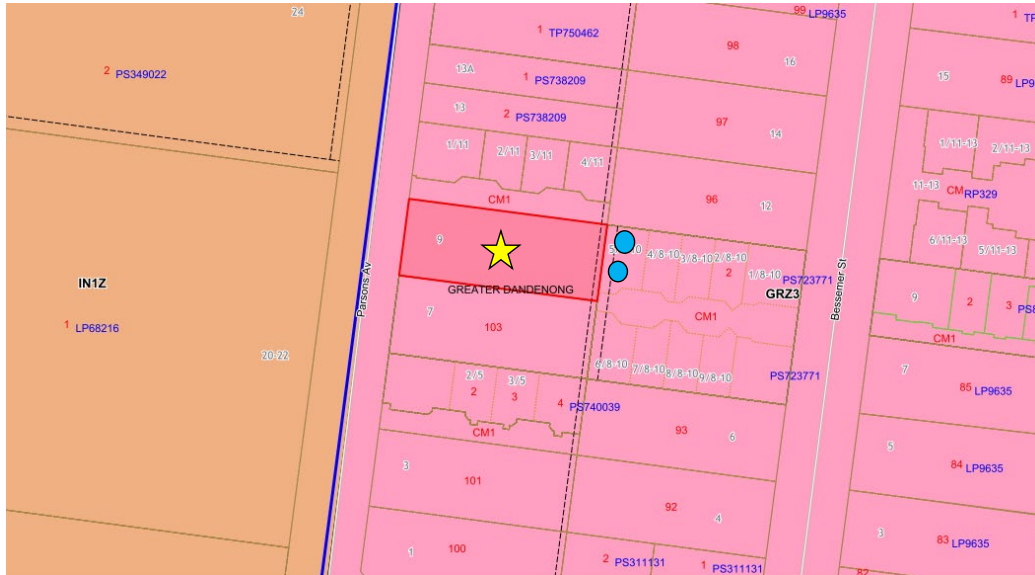 24
99 LP9635
1 TP750462
98
16
2 PS349022
13A
1 PS738209
15
89
13
2 PS738209
97
14
1/11
2/11
3/11
4/11
1/11-13
2/11-13
CM1
96
12
11-13
CM RP329
9
4/8-10
3/8-10
2/8-10
2
1/8-10
PS723771
6/11-13
5/11-13
IN1Z
GREATER DANDENONG
GRZ3
Parsons Av
Bessemer St
9
2
3
1 LP68216
20-22
7
103
CM1
CM1
6/8-10
7/8-10
8/8-10
9/8-10
PS723771
7
85 LP9635
2/5
3/5
2
3
4 PS740039
CM1
93
6
5
84 LP9635
3
101
92
4
3
83 LP9635
1
100
2 PS311131
1 PS311131
82